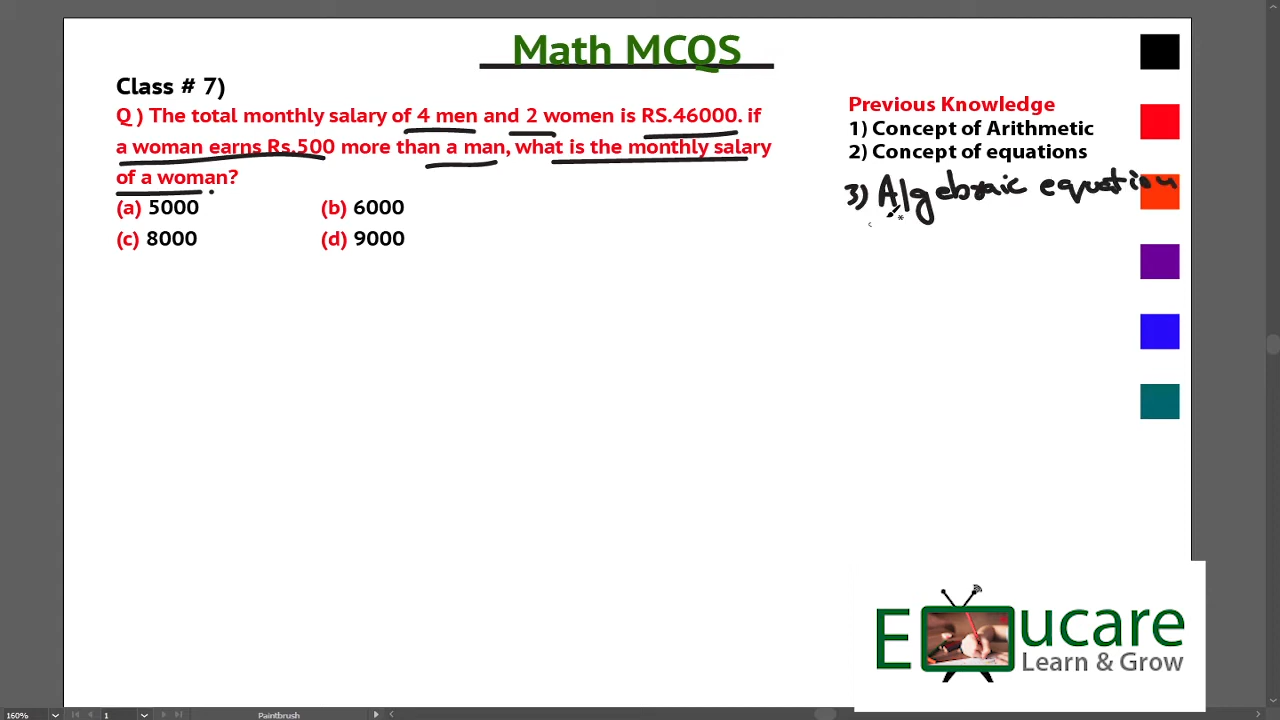 Math MCQS
Class # 7)
Q ) The total monthly salary of 4 men and 2 women is RS.46000. if
a woman earns Rs.500 more than a man, what is the monthly salary
of a woman?
(a) 5000 (b) 6000
(c) 8000 (d) 9000
Previous Knowledge
1) Concept of Arithmetic
2) Concept of equations
3) Algebraic equation
Educare
Learn & Grow
160% 1 Paintbrush